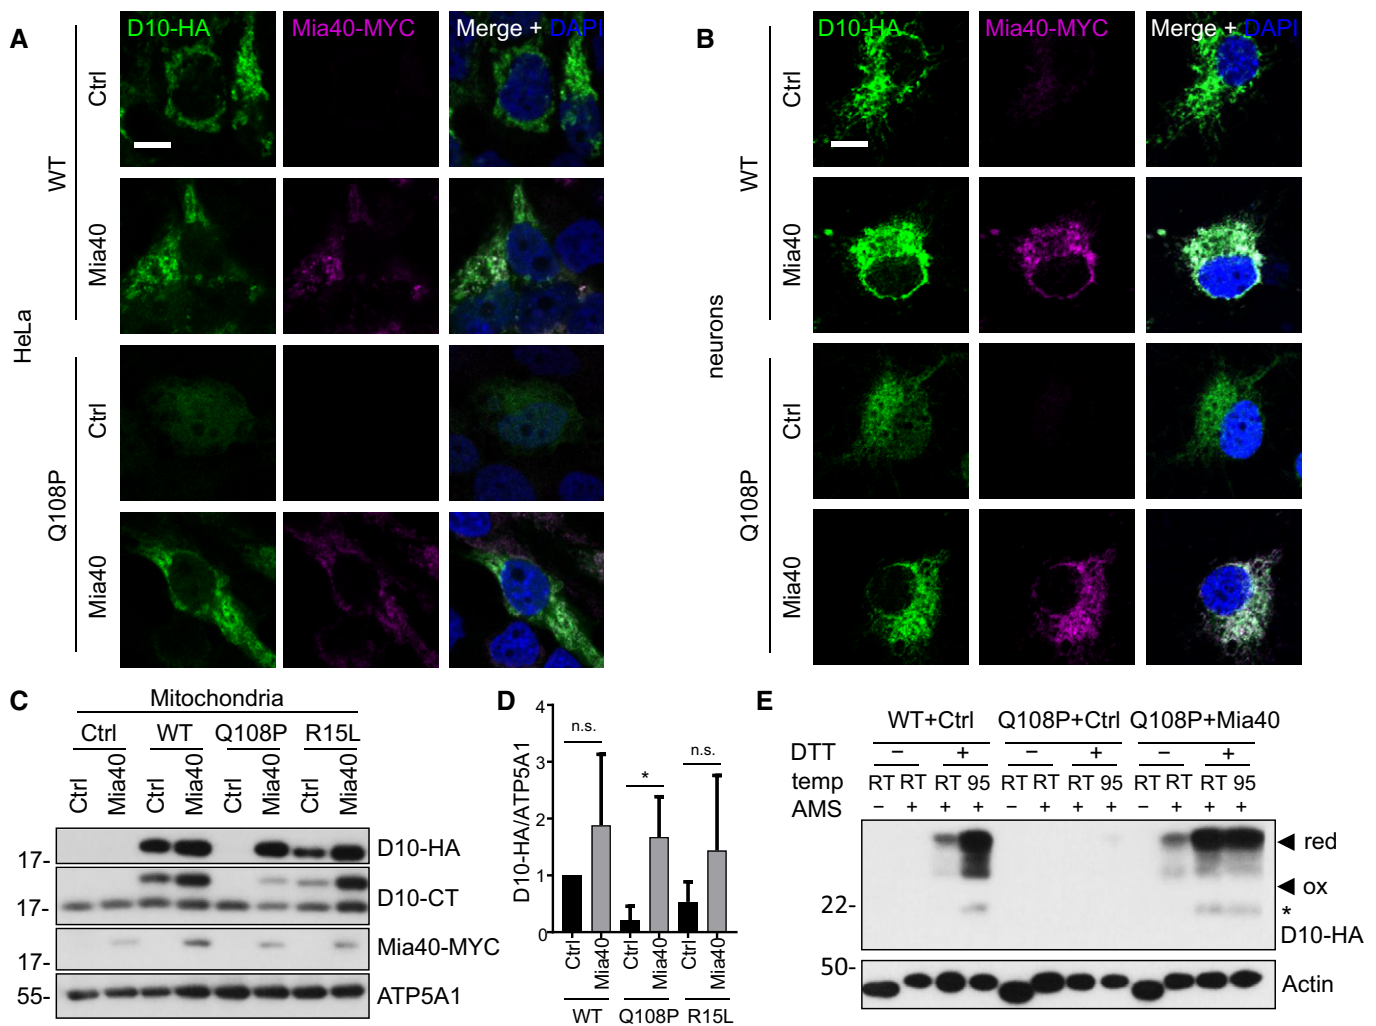 A
D10-HA Mia40-MYC Merge + DAPI
HeLa
WT
Ctrl
Mia40
Q108P
Ctrl
Mia40
B
D10-HA Mia40-MYC Merge + DAPI
neurons
WT
Ctrl
Mia40
Q108P
Ctrl
Mia40
C
Mitochondria
Ctrl WT Q108P R15L
Ctrl Mia40 Ctrl Mia40 Ctrl Mia40 Ctrl Mia40
17- D10-HA
17- D10-CT
17- Mia40-MYC
55- ATP5A1
D
D10-HA/ATP5A1
4
3
2
1
0
n.s. * n.s.
Ctrl Mia40 Ctrl Mia40 Ctrl Mia40
WT Q108P R15L
E
WT+Ctrl Q108P+Ctrl Q108P+Mia40
DTT − + − + − +
temp RT RT RT 95 RT RT RT 95 RT RT RT 95
AMS − + + + − + + + − + + +
◀ red
◀ ox
22- *
D10-HA
50- Actin